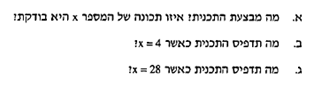 א. מה מבצעת התכנית? איזו תכונה של המספר x היא בודקת?
ב. מה תדפיס התכנית כאשר x = 4?
ג. מה תדפיס התכנית כאשר x = 28?